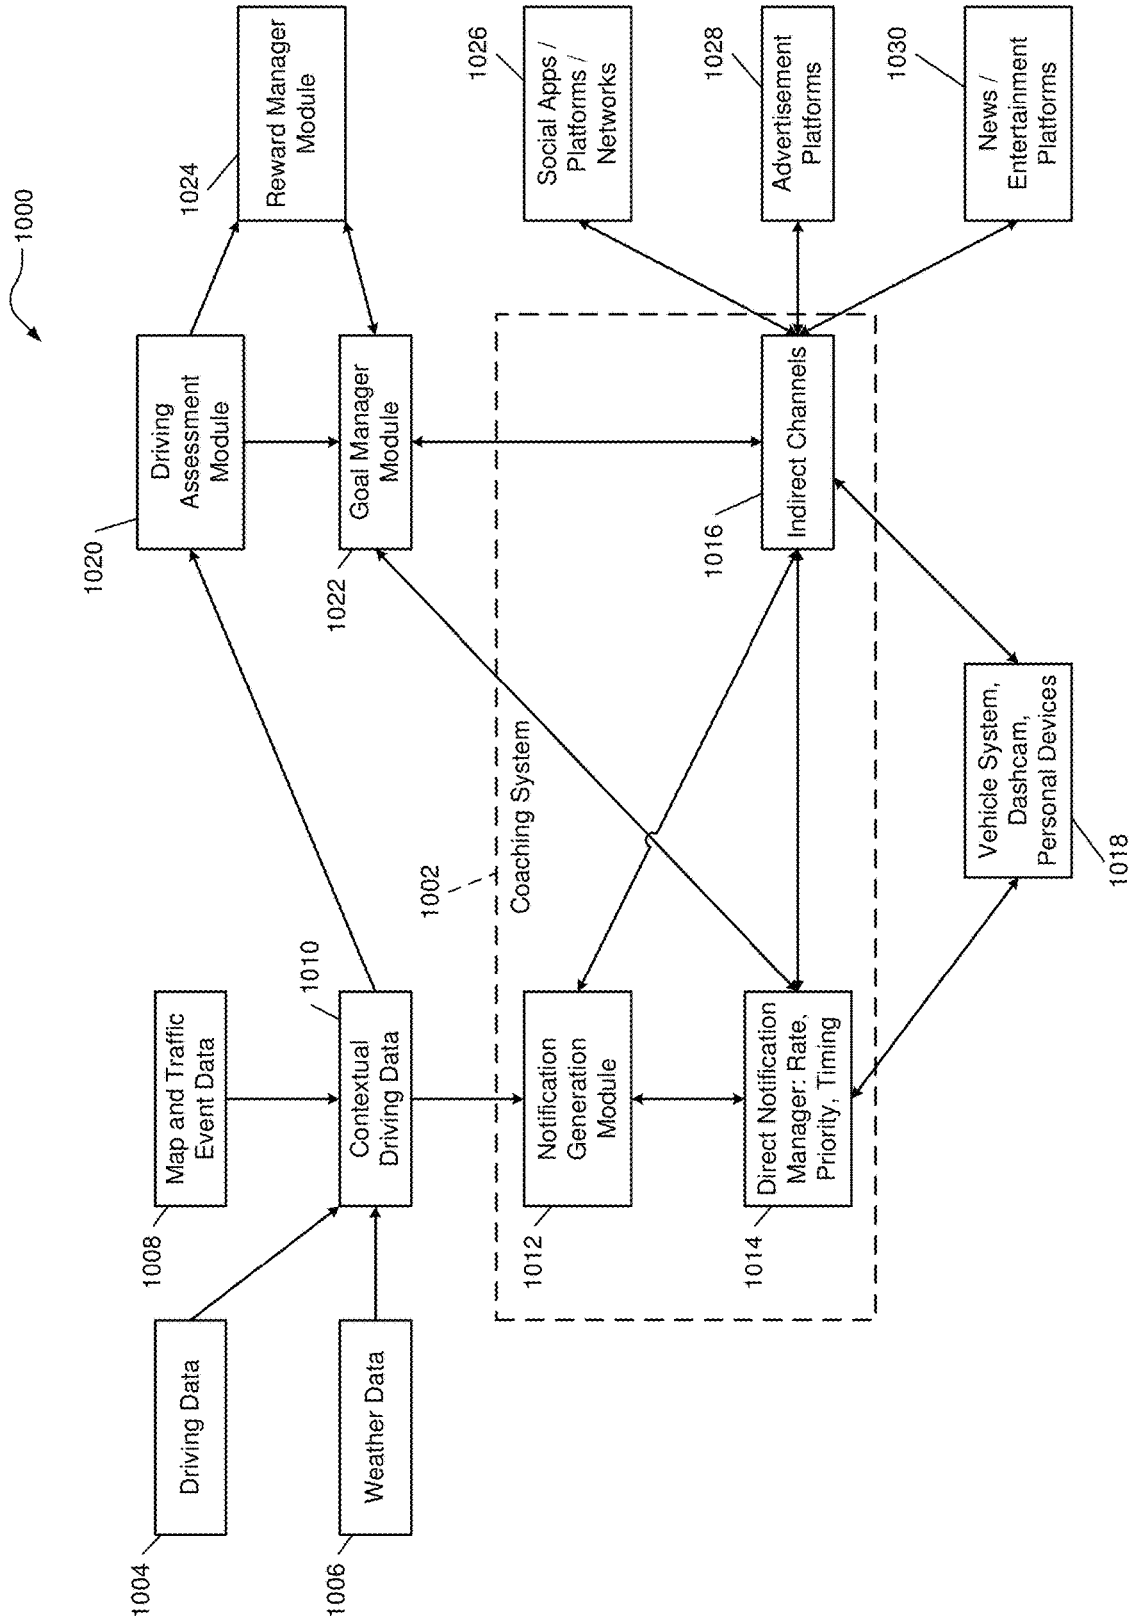 1000
1004
Driving Data
1006
Weather Data
1008
Map and Traffic
Event Data
1010
Contextual
Driving Data
1020
Driving
Assessment
Module
1022
Goal Manager
Module
1024
Reward Manager
Module
1002
Coaching System
1012
Notification
Generation
Module
1014
Direct Notification
Manager: Rate,
Priority, Timing
1016
Indirect Channels
1026
Social Apps /
Platforms /
Networks
1028
Advertisement
Platforms
1030
News /
Entertainment
Platforms
Vehicle System,
Dashcam,
Personal Devices
1018